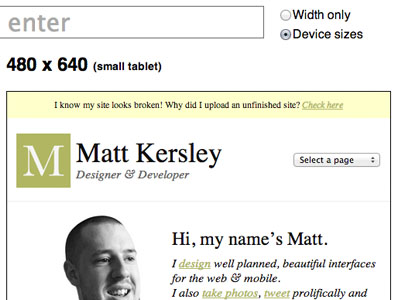 enter
Width only
Device sizes
480 x 640 (small tablet)
I know my site looks broken! Why did I upload an unfinished site? Check here
M
Matt Kersley
Designer & Developer
Select a page
Hi, my name's Matt.
I design well planned, beautiful interfaces
for the web & mobile.
I also take photos, tweet prolifically and